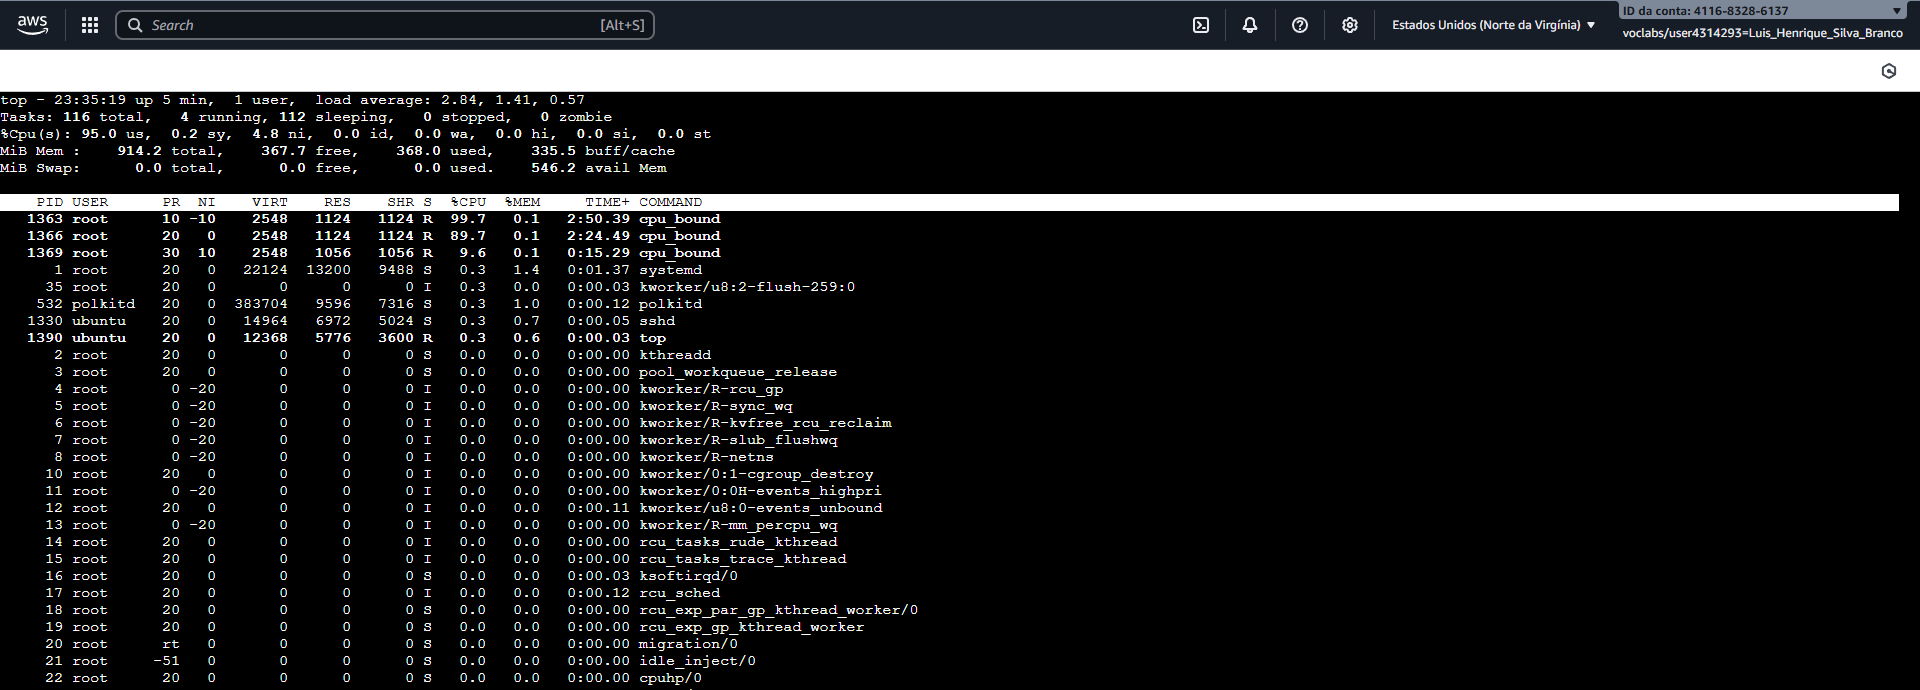 aws
Search [Alt+S]
Estados Unidos (Norte da Virgínia) ▼
ID da conta: 4116-8328-6137 ▼
voclabs/user4314293=Luis_Henrique_Silva_Branco
top - 23:35:19 up 5 min,  1 user,  load average: 2.84, 1.41, 0.57
Tasks: 116 total,   4 running, 112 sleeping,   0 stopped,   0 zombie
%Cpu(s): 95.0 us,  0.2 sy,  4.8 ni,  0.0 id,  0.0 wa,  0.0 hi,  0.0 si,  0.0 st
MiB Mem :    914.2 total,    367.7 free,    368.0 used,    335.5 buff/cache
MiB Swap:      0.0 total,      0.0 free,      0.0 used.    546.2 avail Mem
PID USER      PR  NI    VIRT    RES    SHR S  %CPU  %MEM     TIME+ COMMAND
1363 root      10 -10    2548   1124   1124 R  99.7   0.1   2:50.39 cpu_bound
1366 root      20   0    2548   1124   1124 R  89.7   0.1   2:24.49 cpu_bound
1369 root      30  10    2548   1056   1056 R   9.6   0.1   0:15.29 cpu_bound
1 root      20   0   22124  13200   9488 S   0.3   1.4   0:01.37 systemd
35 root      20   0       0      0      0 I   0.3   0.0   0:00.03 kworker/u8:2-flush-259:0
532 polkitd   20   0  383704   9596   7316 S   0.3   1.0   0:00.12 polkitd
1330 ubuntu    20   0   14964   6972   5024 S   0.3   0.7   0:00.05 sshd
1390 ubuntu    20   0   12368   5776   3600 R   0.3   0.6   0:00.03 top
2 root      20   0       0      0      0 S   0.0   0.0   0:00.00 kthreadd
3 root      20   0       0      0      0 S   0.0   0.0   0:00.00 pool_workqueue_release
4 root       0 -20       0      0      0 I   0.0   0.0   0:00.00 kworker/R-rcu_gp
5 root       0 -20       0      0      0 I   0.0   0.0   0:00.00 kworker/R-sync_wq
6 root       0 -20       0      0      0 I   0.0   0.0   0:00.00 kworker/R-kvfree_rcu_reclaim
7 root       0 -20       0      0      0 I   0.0   0.0   0:00.00 kworker/R-slub_flushwq
8 root       0 -20       0      0      0 I   0.0   0.0   0:00.00 kworker/R-netns
10 root      20   0       0      0      0 I   0.0   0.0   0:00.00 kworker/0:1-cgroup_destroy
11 root       0 -20       0      0      0 I   0.0   0.0   0:00.00 kworker/0:0H-events_highpri
12 root      20   0       0      0      0 I   0.0   0.0   0:00.11 kworker/u8:0-events_unbound
13 root       0 -20       0      0      0 I   0.0   0.0   0:00.00 kworker/R-mm_percpu_wq
14 root      20   0       0      0      0 I   0.0   0.0   0:00.00 rcu_tasks_rude_kthread
15 root      20   0       0      0      0 I   0.0   0.0   0:00.00 rcu_tasks_trace_kthread
16 root      20   0       0      0      0 S   0.0   0.0   0:00.03 ksoftirqd/0
17 root      20   0       0      0      0 I   0.0   0.0   0:00.12 rcu_sched
18 root      20   0       0      0      0 S   0.0   0.0   0:00.00 rcu_exp_par_gp_kthread_worker/0
19 root      20   0       0      0      0 S   0.0   0.0   0:00.00 rcu_exp_gp_kthread_worker
20 root      rt   0       0      0      0 S   0.0   0.0   0:00.00 migration/0
21 root     -51   0       0      0      0 S   0.0   0.0   0:00.00 idle_inject/0
22 root      20   0       0      0      0 S   0.0   0.0   0:00.00 cpuhp/0